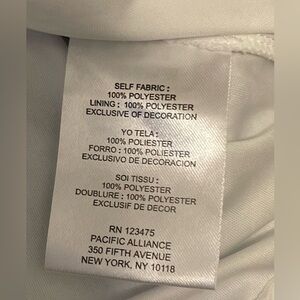 SELF FABRIC :
100% POLYESTER
LINING : 100% POLYESTER
EXCLUSIVE OF DECORATION
YO TELA :
100% POLIESTER
FORRO : 100% POLIESTER
EXCLUSIVO DE DECORACION
SOI TISSU :
100% POLYESTER
DOUBLURE : 100% POLYESTER
EXCLUSIF DE DECOR
RN 123475
PACIFIC ALLIANCE
350 FIFTH AVENUE
NEW YORK, NY 10118